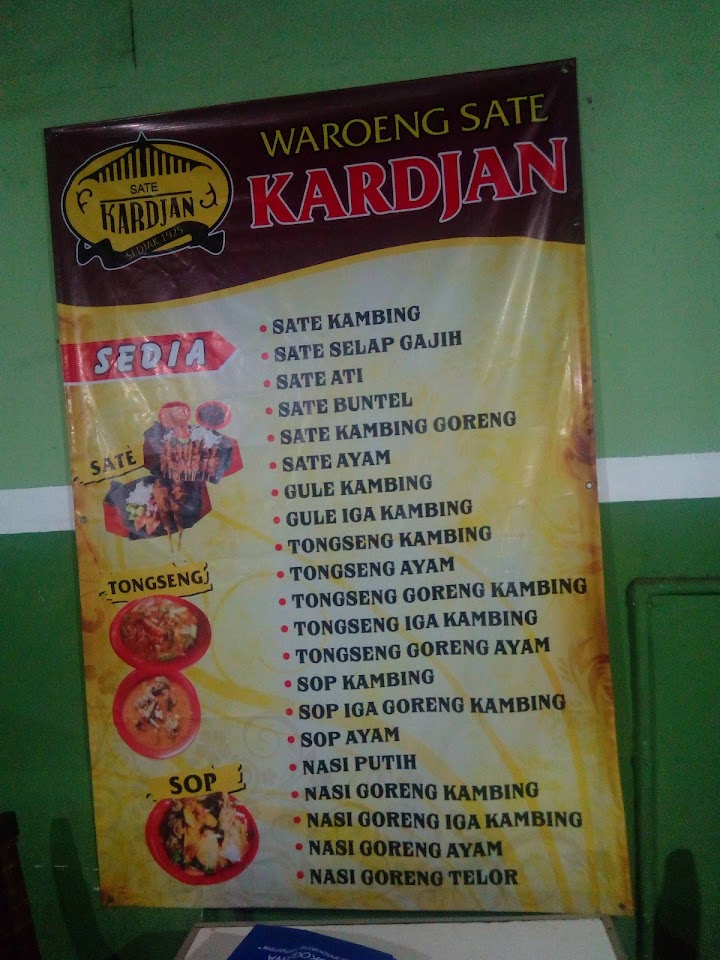 WAROENG SATE
KARDJAN
SATE
KARDJAN
SEDJAK 1925
SEDIA
SATE KAMBING
SATE SELAP GAJIH
SATE ATI
SATE BUNTEL
SATE KAMBING GORENG
SATE AYAM
GULE KAMBING
GULE IGA KAMBING
TONGSENG KAMBING
TONGSENG AYAM
TONGSENG GORENG KAMBING
TONGSENG IGA KAMBING
TONGSENG GORENG AYAM
SOP KAMBING
SOP IGA GORENG KAMBING
SOP AYAM
NASI PUTIH
NASI GORENG KAMBING
NASI GORENG IGA KAMBING
NASI GORENG AYAM
NASI GORENG TELOR
SATE
TONGSENG
SOP